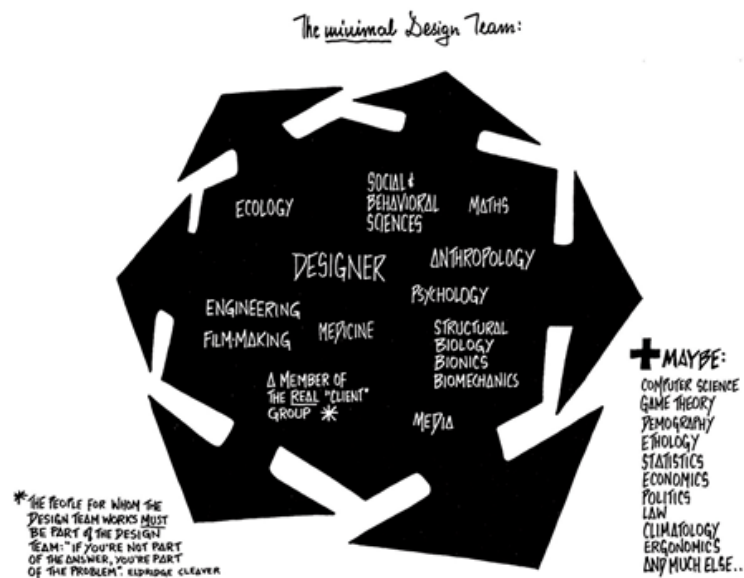 The minimal Design Team:
ECOLOGY
SOCIAL &
BEHAVIORAL
SCIENCES
MATHS
DESIGNER
ANTHROPOLOGY
PSYCHOLOGY
ENGINEERING
FILM-MAKING
MEDICINE
STRUCTURAL
BIOLOGY
BIONICS
BIOMECHANICS
A MEMBER OF
THE REAL "CLIENT"
GROUP *
MEDIA
+ MAYBE:
COMPUTER SCIENCE
GAME THEORY
DEMOGRAPHY
ETHOLOGY
STATISTICS
ECONOMICS
POLITICS
LAW
CLIMATOLOGY
ERGONOMICS
AND MUCH ELSE..
* THE PEOPLE FOR WHOM THE
DESIGN TEAM WORKS MUST
BE PART of THE DESIGN
TEAM: "IF YOU'RE NOT PART
OF THE ANSWER, YOU'RE PART
OF THE PROBLEM". ELDRIDGE CLEAVER